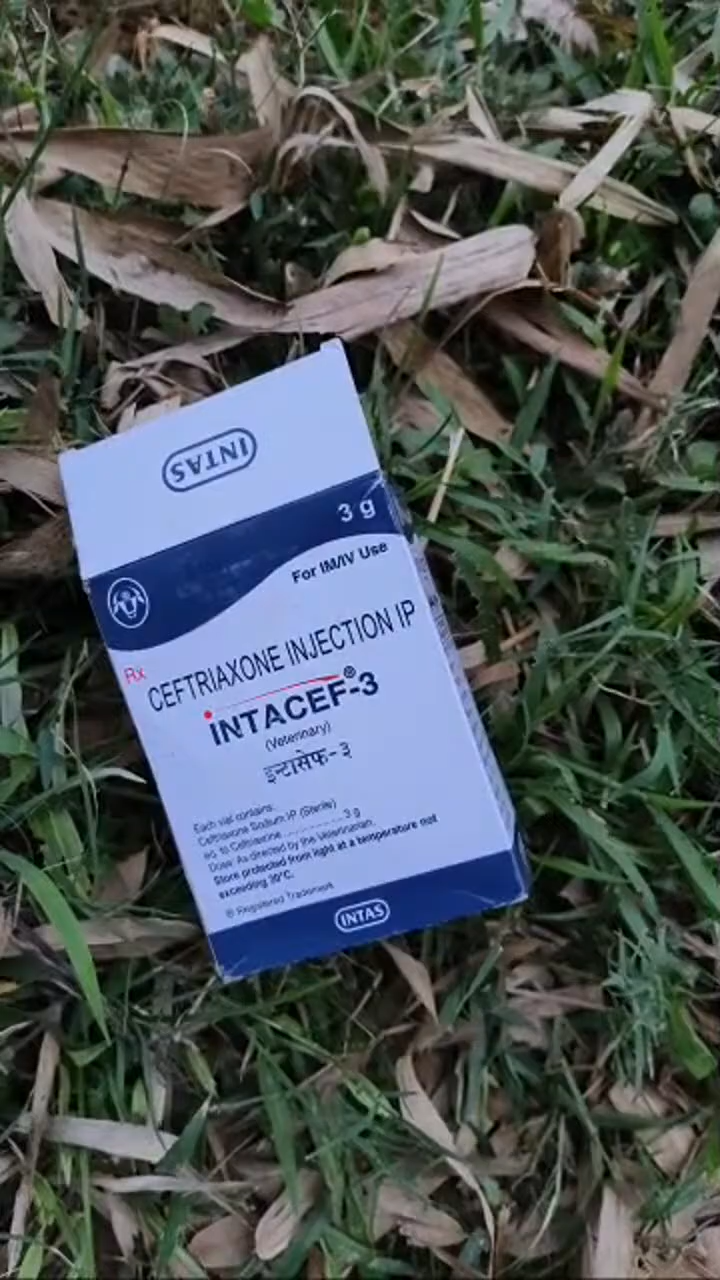 INTAS
3 g
For IM/IV Use
Rx
CEFTRIAXONE INJECTION IP
INTACEF®-3
(Veterinary)
इन्टासेफ-३
Each vial contains:
Ceftriaxone Sodium IP (Sterile)
eq. to Ceftriaxone ................ 3 g
Dose: As directed by the Veterinarian.
Store protected from light at a temperature not
exceeding 30°C.
® Registered Trademark
INTAS